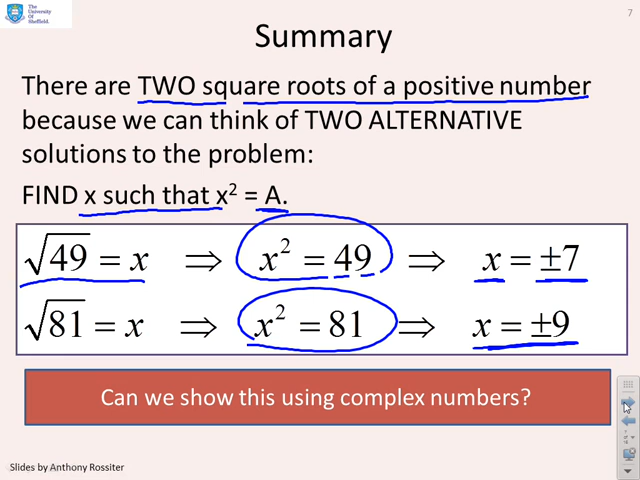 The
University
Of
Sheffield.
7
Summary
There are TWO square roots of a positive number
because we can think of TWO ALTERNATIVE
solutions to the problem:
FIND x such that x² = A.
√49 = x ⇒ x² = 49 ⇒ x = ±7
√81 = x ⇒ x² = 81 ⇒ x = ±9
Can we show this using complex numbers?
Slides by Anthony Rossiter